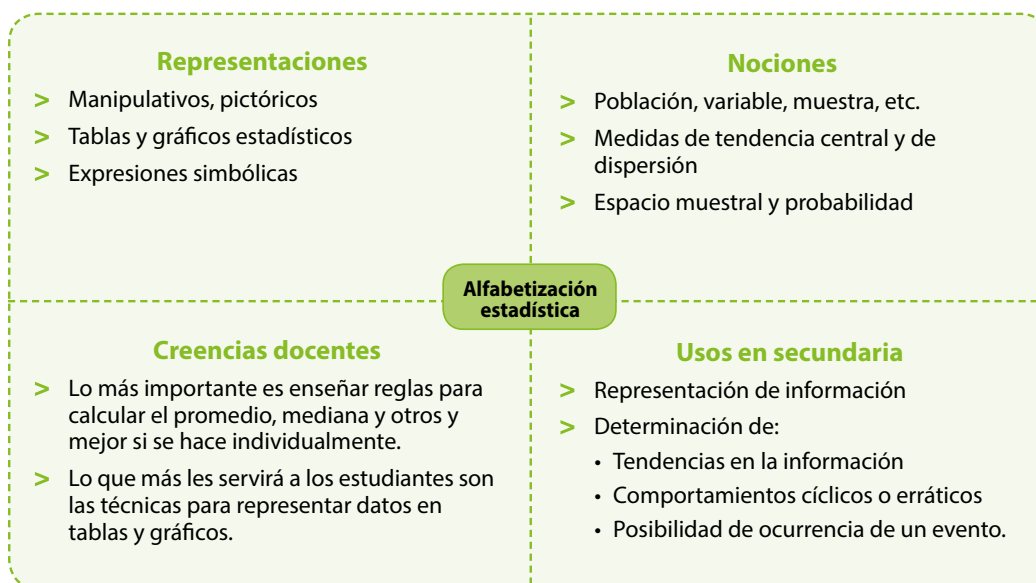 Representaciones
> Manipulativos, pictóricos
> Tablas y gráficos estadísticos
> Expresiones simbólicas
Nociones
> Población, variable, muestra, etc.
> Medidas de tendencia central y de
dispersión
> Espacio muestral y probabilidad
Alfabetización
estadística
Creencias docentes
> Lo más importante es enseñar reglas para
calcular el promedio, mediana y otros y
mejor si se hace individualmente.
> Lo que más les servirá a los estudiantes son
las técnicas para representar datos en
tablas y gráficos.
Usos en secundaria
> Representación de información
> Determinación de:
• Tendencias en la información
• Comportamientos cíclicos o erráticos
• Posibilidad de ocurrencia de un evento.